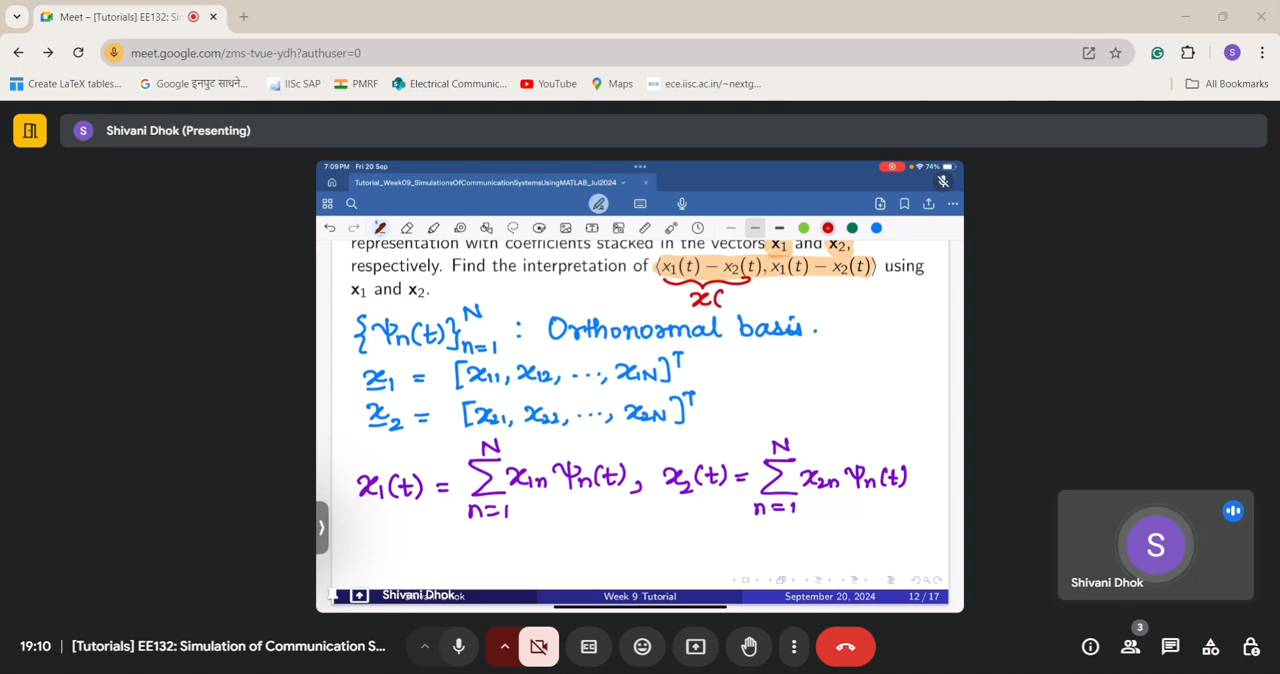 Meet – [Tutorials] EE132: Si
meet.google.com/zms-tvue-ydh?authuser=0
S
Create LaTeX tables...
Google इनपुट साधने...
IISc SAP
PMRF
Electrical Communic...
YouTube
Maps
ece.iisc.ac.in/~nextg...
All Bookmarks
S Shivani Dhok (Presenting)
7:09 PM Fri 20 Sep
74%
Tutorial_Week09_SimulationsOfCommunicationSystemsUsingMATLAB_Jul2024
representation with coefficients stacked in the vectors x₁ and x₂,
respectively. Find the interpretation of ⟨x₁(t) − x₂(t), x₁(t) − x₂(t)⟩ using
x₁ and x₂.
x(
{ψn(t)}ᴺn=1 : Orthonormal basis.
x₁ = [x₁₁, x₁₂, ..., x₁N]ᵀ
x₂ = [x₂₁, x₂₂, ..., x₂N]ᵀ
x₁(t) = Σᴺn=1 x₁n ψn(t), x₂(t) = Σᴺn=1 x₂n ψn(t)
Shivani Dhok
Week 9 Tutorial
September 20, 2024
12 / 17
S
Shivani Dhok
19:10 | [Tutorials] EE132: Simulation of Communication S...
3